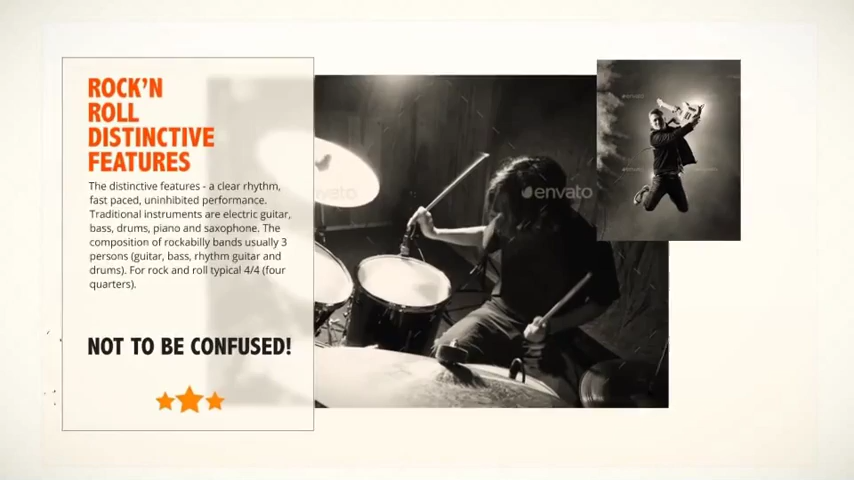 ROCK'N
ROLL
DISTINCTIVE
FEATURES
The distinctive features - a clear rhythm,
fast paced, uninhibited performance.
Traditional instruments are electric guitar,
bass, drums, piano and saxophone. The
composition of rockabilly bands usually 3
persons (guitar, bass, rhythm guitar and
drums). For rock and roll typical 4/4 (four
quarters).
NOT TO BE CONFUSED!
envato